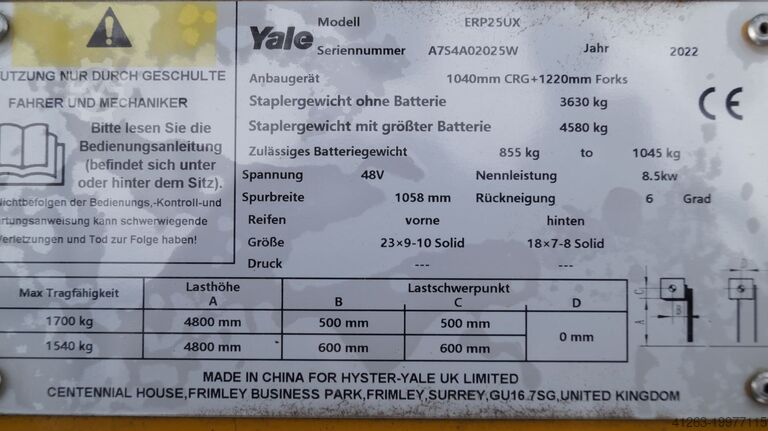 Yale
Modell ERP25UX
Seriennummer A7S4A02025W Jahr 2022
UTZUNG NUR DURCH GESCHULTE
FAHRER UND MECHANIKER
Bitte lesen Sie die
Bedienungsanleitung
(befindet sich unter
oder hinter dem Sitz).
Nichtbefolgen der Bedienungs,-Kontroll-und
rtungsanweisung kann schwerwiegende
Verletzungen und Tod zur Folge haben!
Anbaugerät 1040mm CRG+1220mm Forks
Staplergewicht ohne Batterie 3630 kg
Staplergewicht mit größter Batterie 4580 kg
CE
Zulässiges Batteriegewicht 855 kg to 1045 kg
Spannung 48V Nennleistung 8.5kw
Spurbreite 1058 mm Rückneigung 6 Grad
Reifen vorne hinten
Größe 23×9-10 Solid 18×7-8 Solid
Druck --- ---
Max Tragfähigkeit Lasthöhe A Lastschwerpunkt B C D
1700 kg 4800 mm 500 mm 500 mm 0 mm
1540 kg 4800 mm 600 mm 600 mm
C A B D
MADE IN CHINA FOR HYSTER-YALE UK LIMITED
CENTENNIAL HOUSE,FRIMLEY BUSINESS PARK,FRIMLEY,SURREY,GU16 7SG,UNITED KINGDOM
41263-19977115